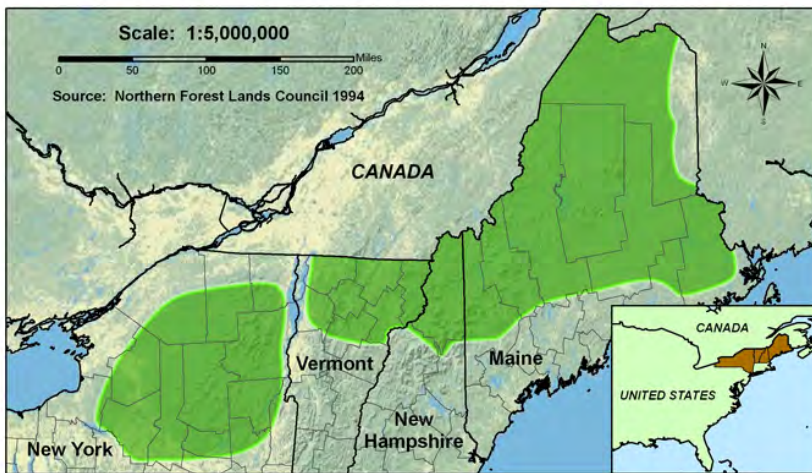 Scale: 1:5,000,000
Miles
0 50 100 150 200
Source: Northern Forest Lands Council 1994
N
W E
S
CANADA
Vermont
Maine
New York
New
Hampshire
CANADA
UNITED STATES